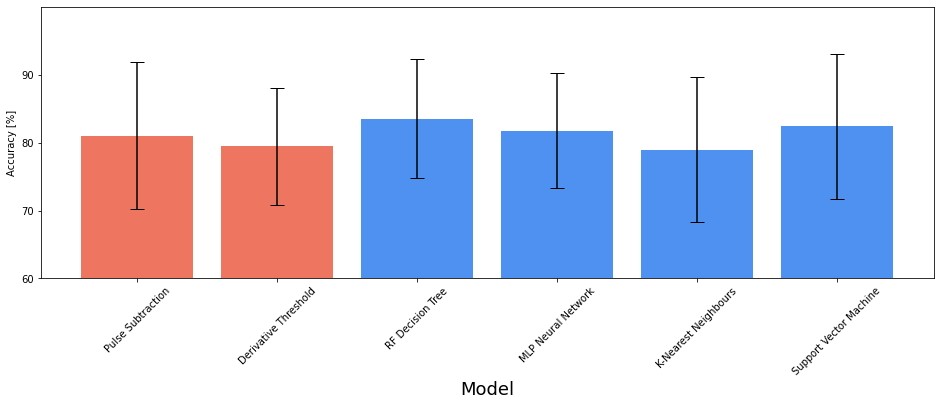 Accuracy [%]
90
80
70
60
Pulse Subtraction
Derivative Threshold
RF Decision Tree
MLP Neural Network
K-Nearest Neighbours
Support Vector Machine
Model